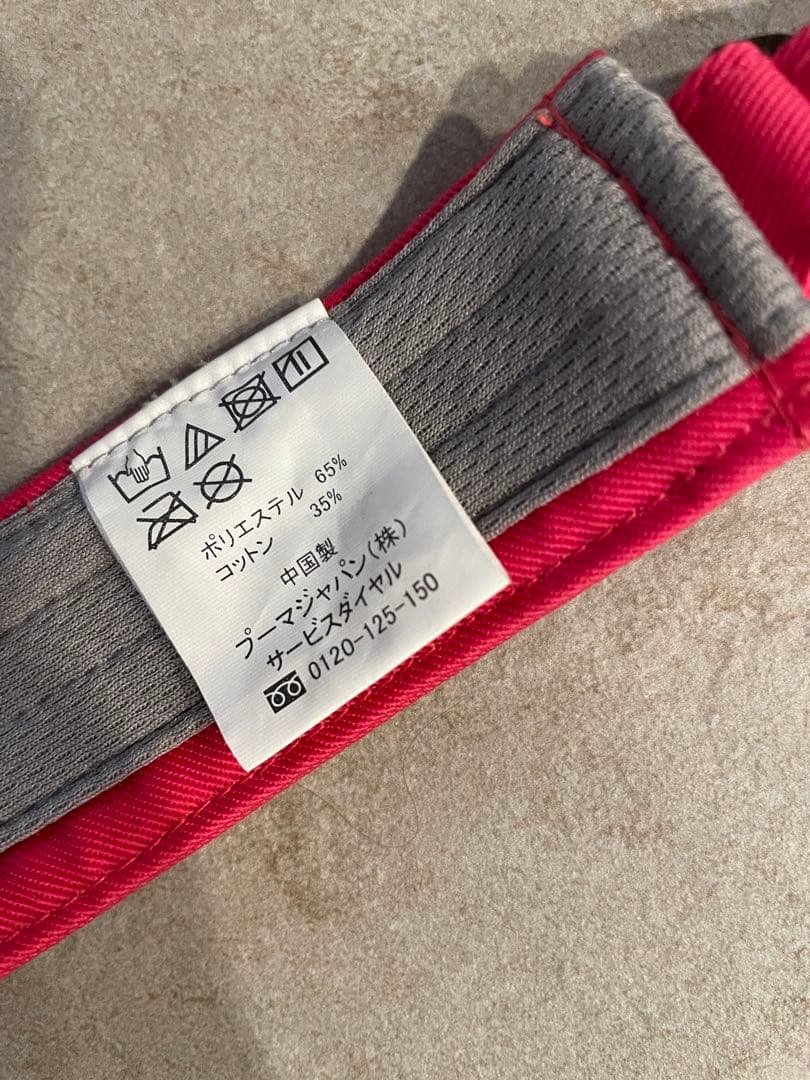 ポリエステル 65%
コットン 35%
中国製
プーマジャパン(株)
サービスダイヤル
0120-125-150